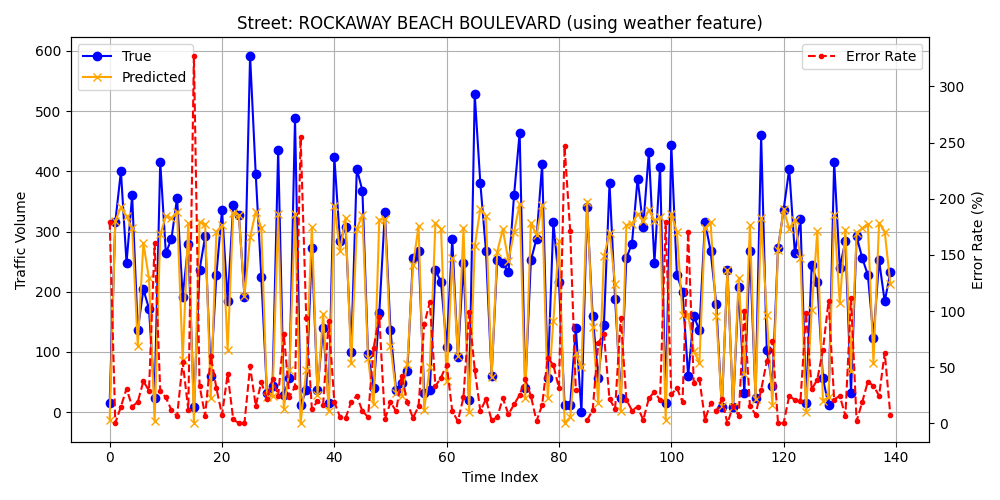 Street: ROCKAWAY BEACH BOULEVARD (using weather feature)
True
Predicted
Error Rate
Traffic Volume
600
500
400
300
200
100
0
Error Rate (%)
300
250
200
150
100
50
0
0 20 40 60 80 100 120 140
Time Index